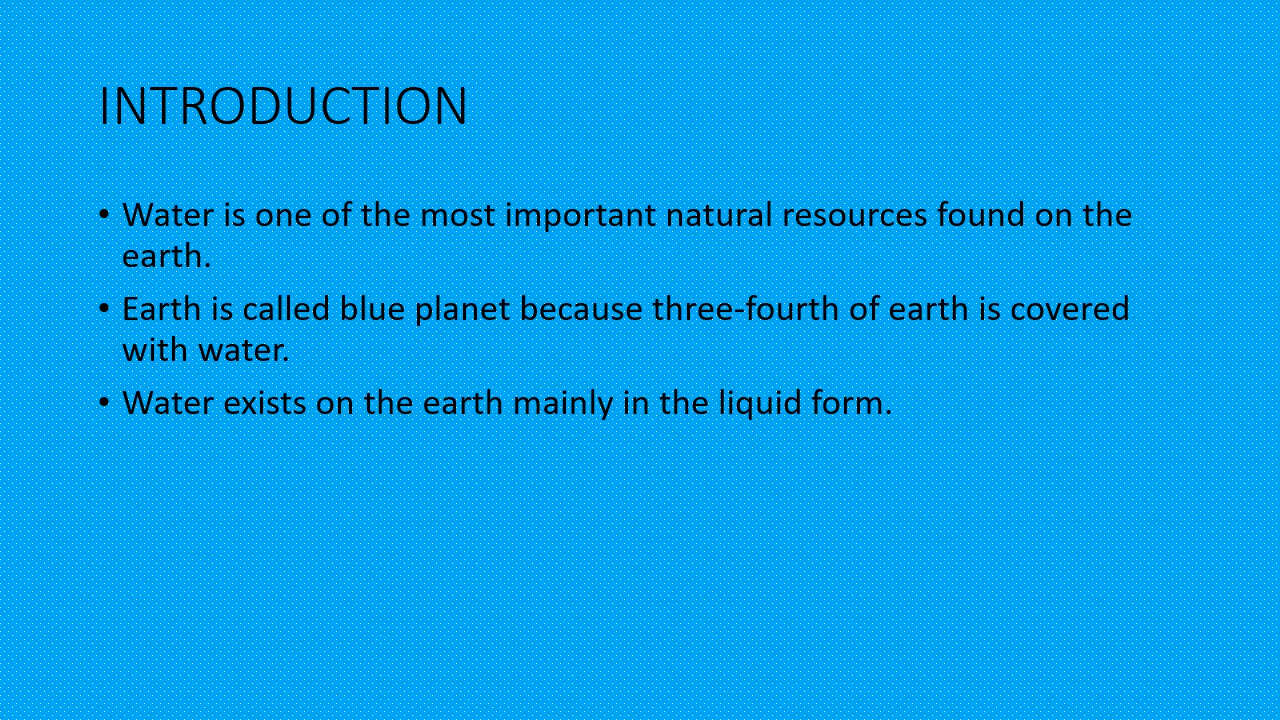 INTRODUCTION
• Water is one of the most important natural resources found on the
earth.
• Earth is called blue planet because three-fourth of earth is covered
with water.
• Water exists on the earth mainly in the liquid form.